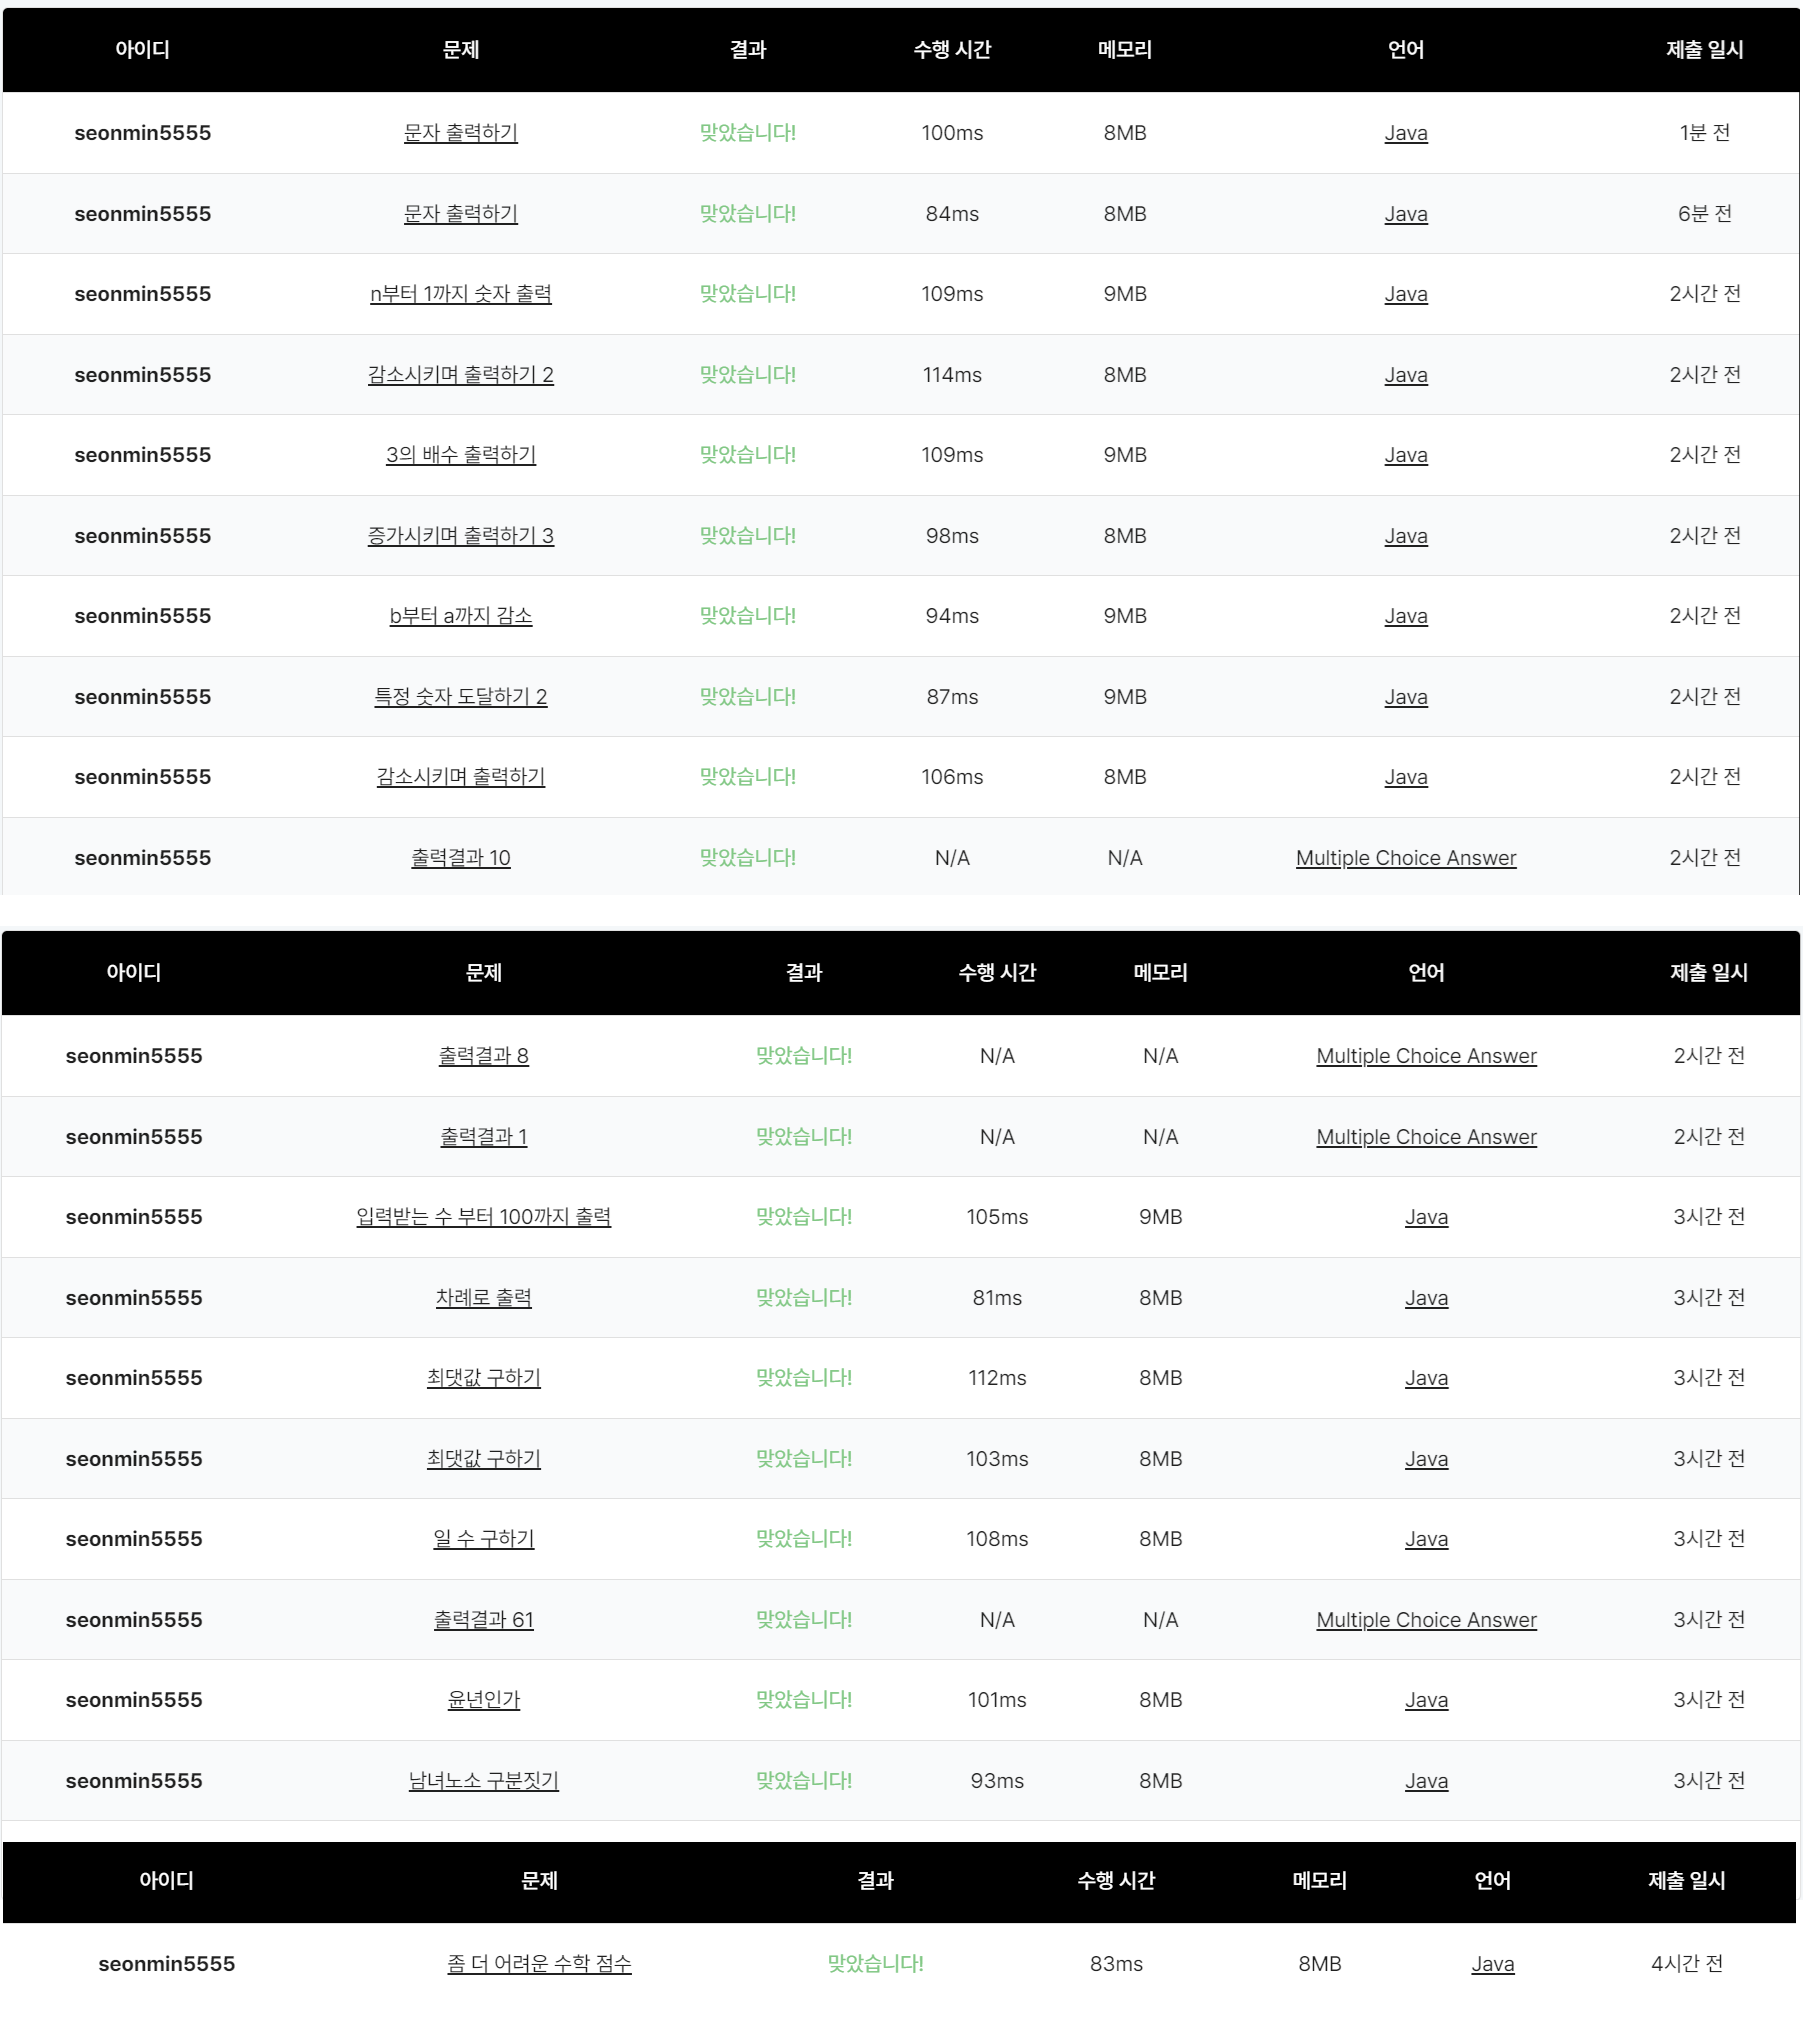 아이디 문제 결과 수행 시간 메모리 언어 제출 일시
seonmin5555 문자 출력하기 맞았습니다! 100ms 8MB Java 1분 전
seonmin5555 문자 출력하기 맞았습니다! 84ms 8MB Java 6분 전
seonmin5555 n부터 1까지 숫자 출력 맞았습니다! 109ms 9MB Java 2시간 전
seonmin5555 감소시키며 출력하기 2 맞았습니다! 114ms 8MB Java 2시간 전
seonmin5555 3의 배수 출력하기 맞았습니다! 109ms 9MB Java 2시간 전
seonmin5555 증가시키며 출력하기 3 맞았습니다! 98ms 8MB Java 2시간 전
seonmin5555 b부터 a까지 감소 맞았습니다! 94ms 9MB Java 2시간 전
seonmin5555 특정 숫자 도달하기 2 맞았습니다! 87ms 9MB Java 2시간 전
seonmin5555 감소시키며 출력하기 맞았습니다! 106ms 8MB Java 2시간 전
seonmin5555 출력결과 10 맞았습니다! N/A N/A Multiple Choice Answer 2시간 전
아이디 문제 결과 수행 시간 메모리 언어 제출 일시
seonmin5555 출력결과 8 맞았습니다! N/A N/A Multiple Choice Answer 2시간 전
seonmin5555 출력결과 1 맞았습니다! N/A N/A Multiple Choice Answer 2시간 전
seonmin5555 입력받는 수 부터 100까지 출력 맞았습니다! 105ms 9MB Java 3시간 전
seonmin5555 차례로 출력 맞았습니다! 81ms 8MB Java 3시간 전
seonmin5555 최댓값 구하기 맞았습니다! 112ms 8MB Java 3시간 전
seonmin5555 최댓값 구하기 맞았습니다! 103ms 8MB Java 3시간 전
seonmin5555 일 수 구하기 맞았습니다! 108ms 8MB Java 3시간 전
seonmin5555 출력결과 61 맞았습니다! N/A N/A Multiple Choice Answer 3시간 전
seonmin5555 윤년인가 맞았습니다! 101ms 8MB Java 3시간 전
seonmin5555 남녀노소 구분짓기 맞았습니다! 93ms 8MB Java 3시간 전
아이디 문제 결과 수행 시간 메모리 언어 제출 일시
seonmin5555 좀 더 어려운 수학 점수 맞았습니다! 83ms 8MB Java 4시간 전